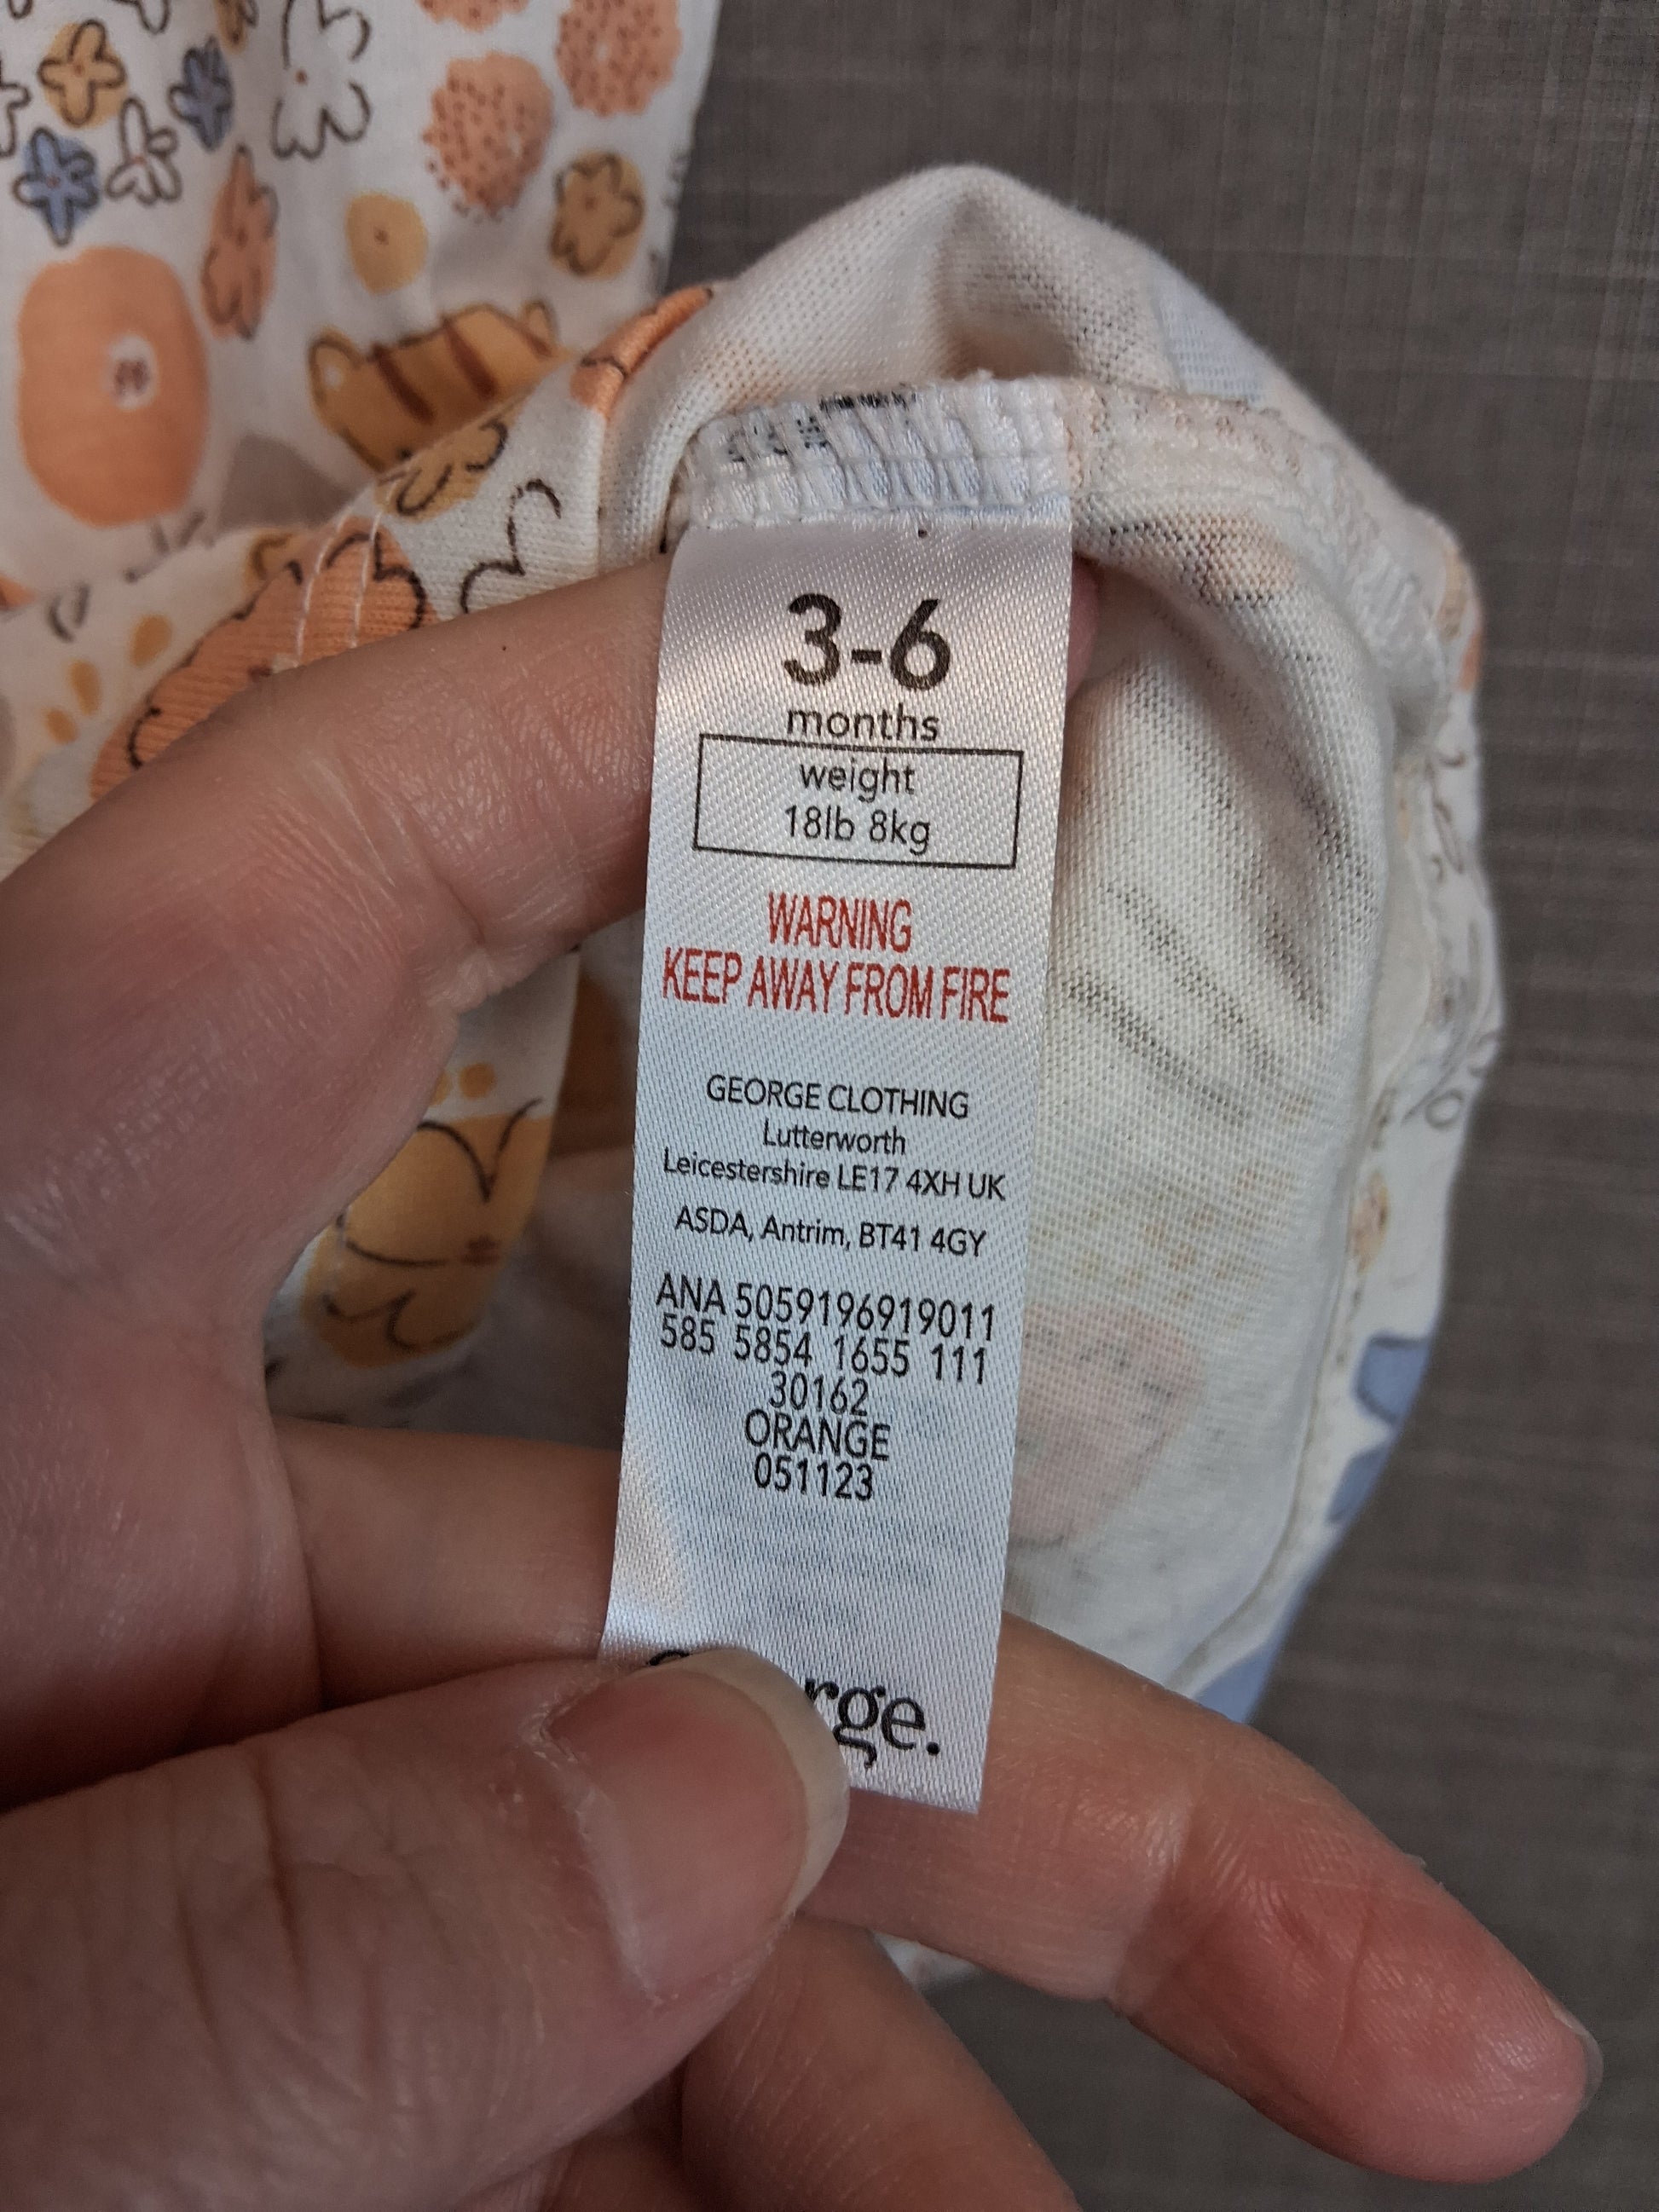 3-6
months
weight
18lb 8kg
WARNING
KEEP AWAY FROM FIRE
GEORGE CLOTHING
Lutterworth
Leicestershire LE17 4XH UK
ASDA, Antrim, BT41 4GY
ANA 5059196919011
585 5854 1655 111
30162
ORANGE
051123